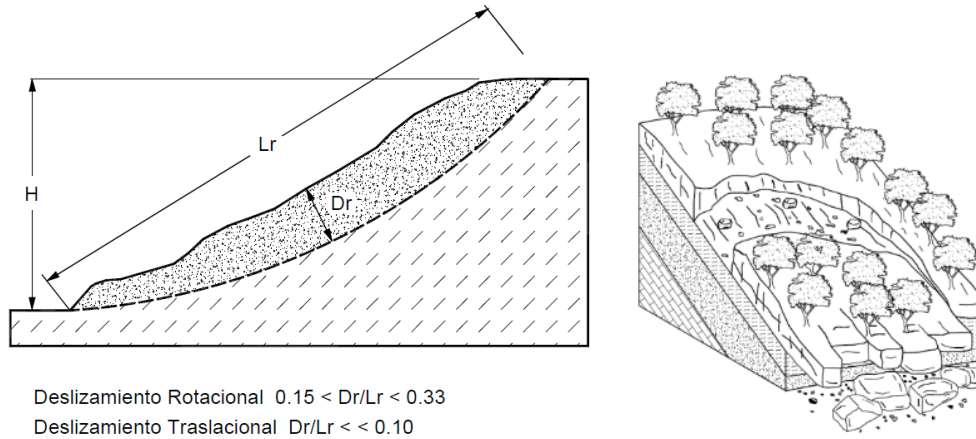 Lr
H
Dr
Deslizamiento Rotacional 0.15 < Dr/Lr < 0.33
Deslizamiento Traslacional Dr/Lr < < 0.10